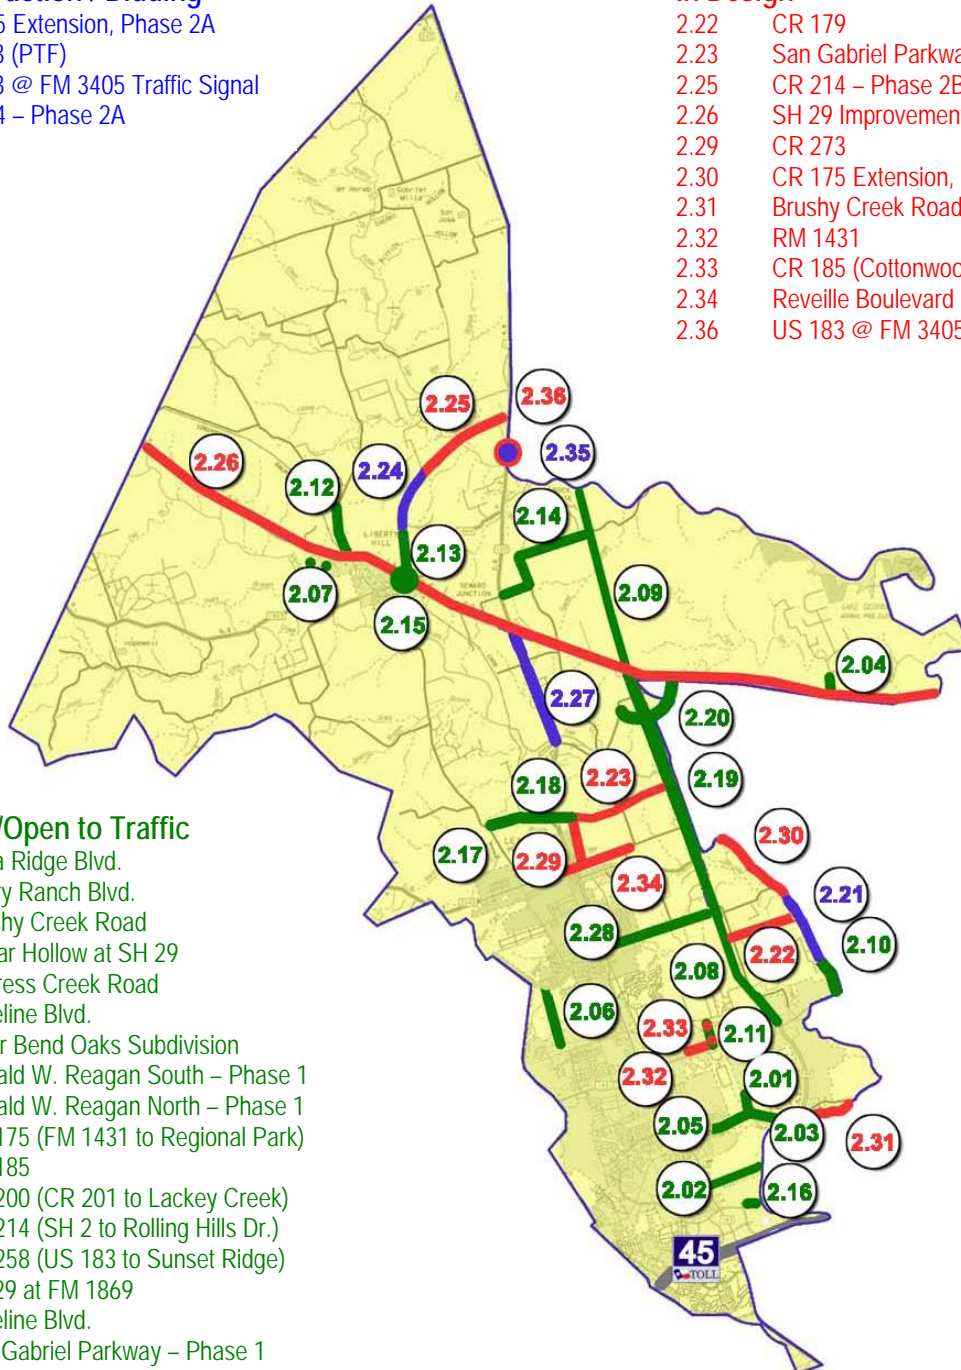 5 Extension, Phase 2A
3 (PTF)
3 @ FM 3405 Traffic Signal
4 – Phase 2A
In Design
2.22 CR 179
2.23 San Gabriel Parkwa
2.25 CR 214 – Phase 2B
2.26 SH 29 Improvemen
2.29 CR 273
2.30 CR 175 Extension,
2.31 Brushy Creek Road
2.32 RM 1431
2.33 CR 185 (Cottonwoo
2.34 Reveille Boulevard
2.36 US 183 @ FM 3405
2.25
2.36
2.35
2.26
2.24
2.12
2.14
LIBERTY
HILL
2.13
2.07
SEWARD
JUNCTION
2.09
2.15
2.04
2.27
2.20
2.18
2.23
2.19
2.17
2.29
2.30
2.34
2.21
2.28
2.22
2.10
2.08
2.06
2.33
2.11
2.32
2.01
2.05
2.03
2.31
2.02
2.16
45
TOLL
/Open to Traffic
a Ridge Blvd.
ry Ranch Blvd.
shy Creek Road
ar Hollow at SH 29
ress Creek Road
eline Blvd.
r Bend Oaks Subdivision
ald W. Reagan South – Phase 1
ald W. Reagan North – Phase 1
175 (FM 1431 to Regional Park)
185
200 (CR 201 to Lackey Creek)
214 (SH 2 to Rolling Hills Dr.)
258 (US 183 to Sunset Ridge)
29 at FM 1869
eline Blvd.
Gabriel Parkway – Phase 1